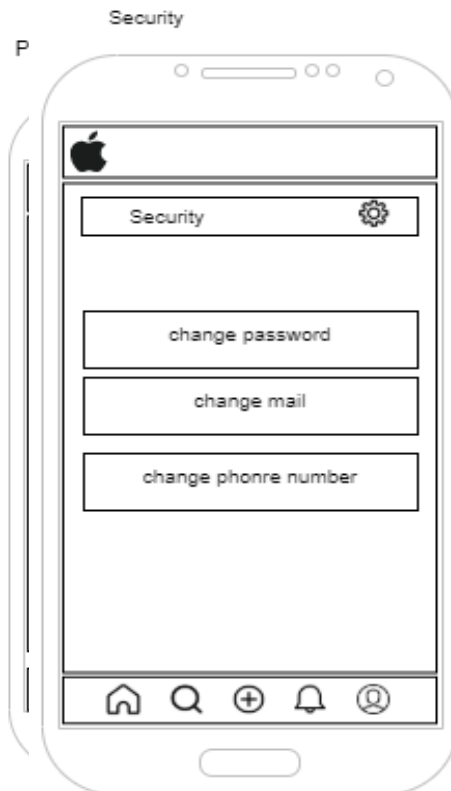 Security
P
Security
change password
change mail
change phonre number